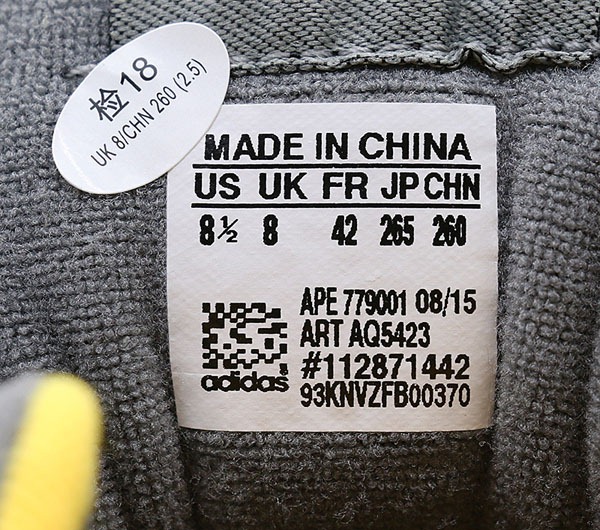 检18
UK 8/CHN 260 (2.5)
MADE IN CHINA
US UK FR JP CHN
8½ 8 42 265 260
APE 779001 08/15
ART AQ5423
#112871442
93KNVZFB00370
adidas